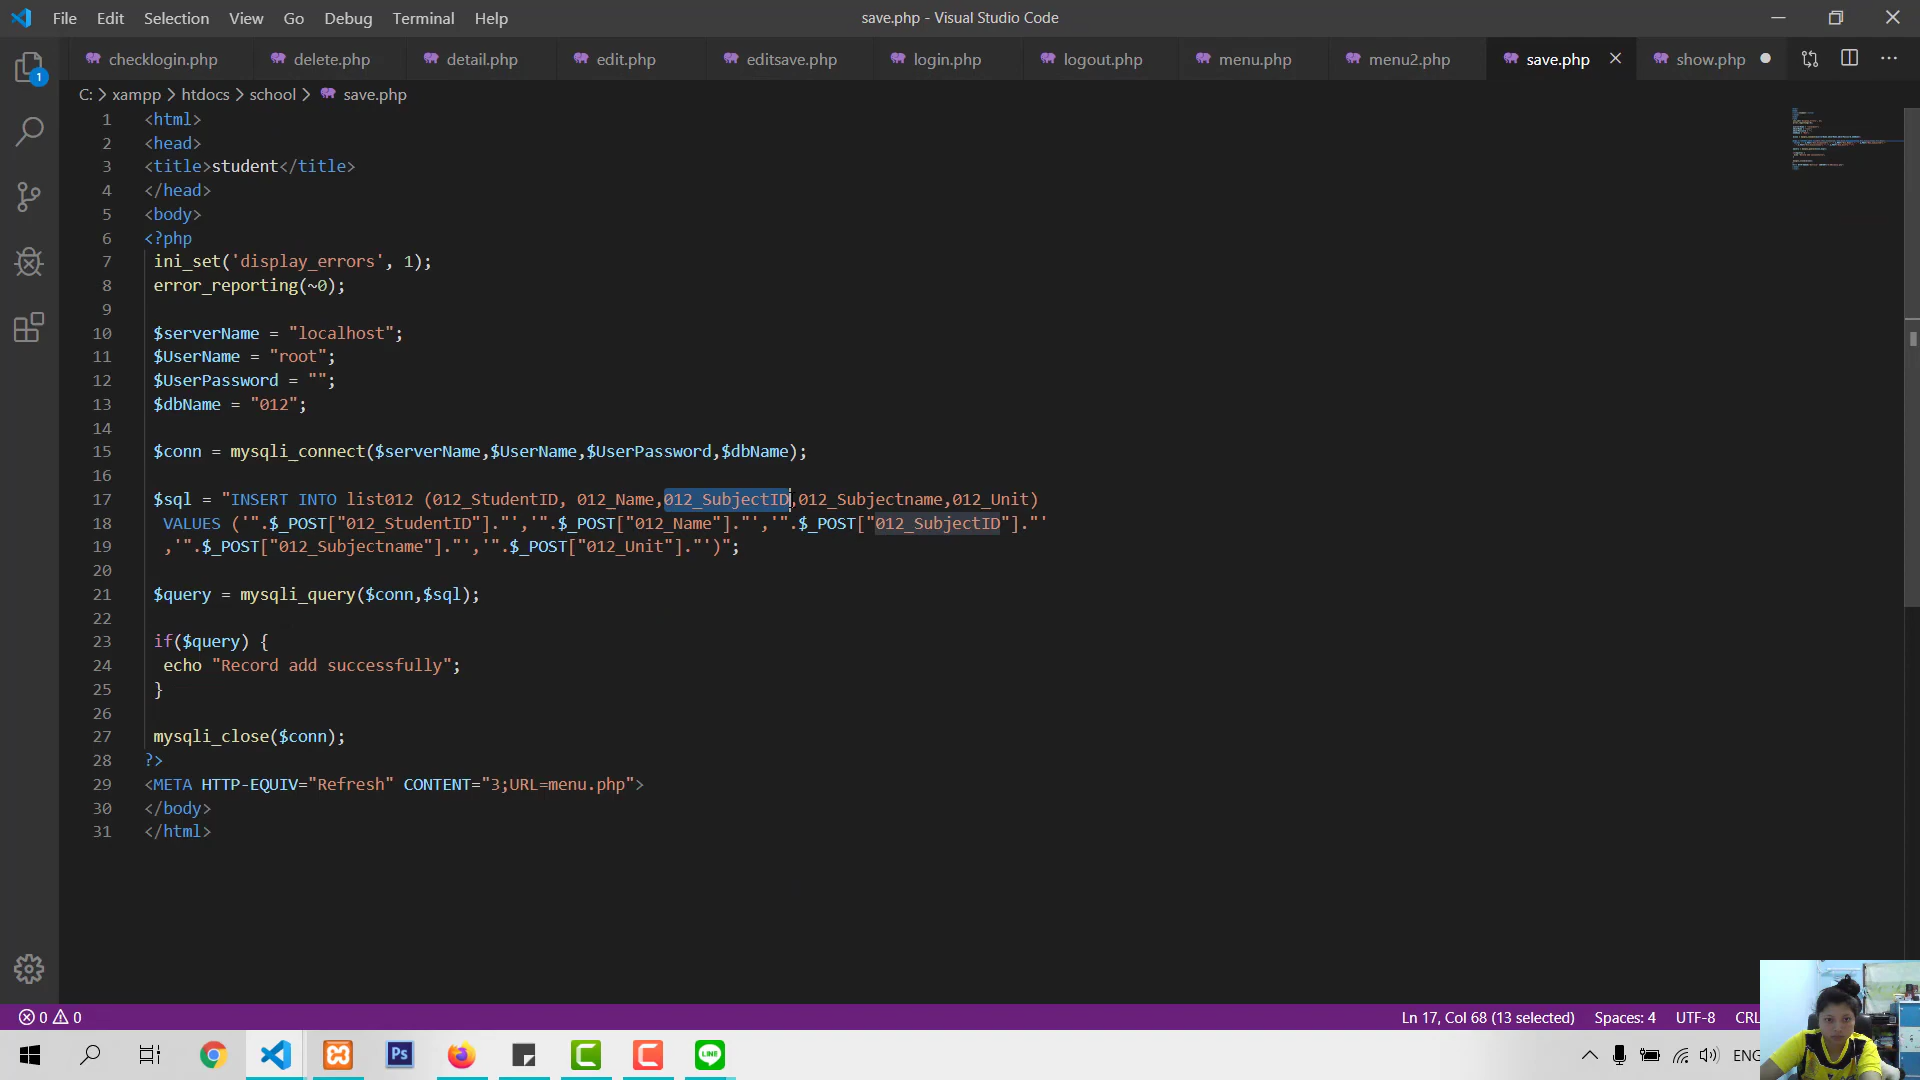 File Edit Selection View Go Debug Terminal Help
save.php - Visual Studio Code
checklogin.php delete.php detail.php edit.php editsave.php login.php logout.php menu.php menu2.php save.php show.php
1
C: > xampp > htdocs > school > save.php
1 <html>
2 <head>
3 <title>student</title>
4 </head>
5 <body>
6 <?php
7 ini_set('display_errors', 1);
8 error_reporting(~0);
9
10 $serverName = "localhost";
11 $UserName = "root";
12 $UserPassword = "";
13 $dbName = "012";
14
15 $conn = mysqli_connect($serverName,$UserName,$UserPassword,$dbName);
16
17 $sql = "INSERT INTO list012 (012_StudentID, 012_Name,012_SubjectID,012_Subjectname,012_Unit)
18 VALUES ('".$_POST["012_StudentID"]."','".$_POST["012_Name"]."','".$_POST["012_SubjectID"]."'
19 ,'".$_POST["012_Subjectname"]."','".$_POST["012_Unit"]."')";
20
21 $query = mysqli_query($conn,$sql);
22
23 if($query) {
24 echo "Record add successfully";
25 }
26
27 mysqli_close($conn);
28 ?>
29 <META HTTP-EQUIV="Refresh" CONTENT="3;URL=menu.php">
30 </body>
31 </html>
0 0
Ln 17, Col 68 (13 selected) Spaces: 4 UTF-8 CRL
Ps
C
C
LINE
ENG